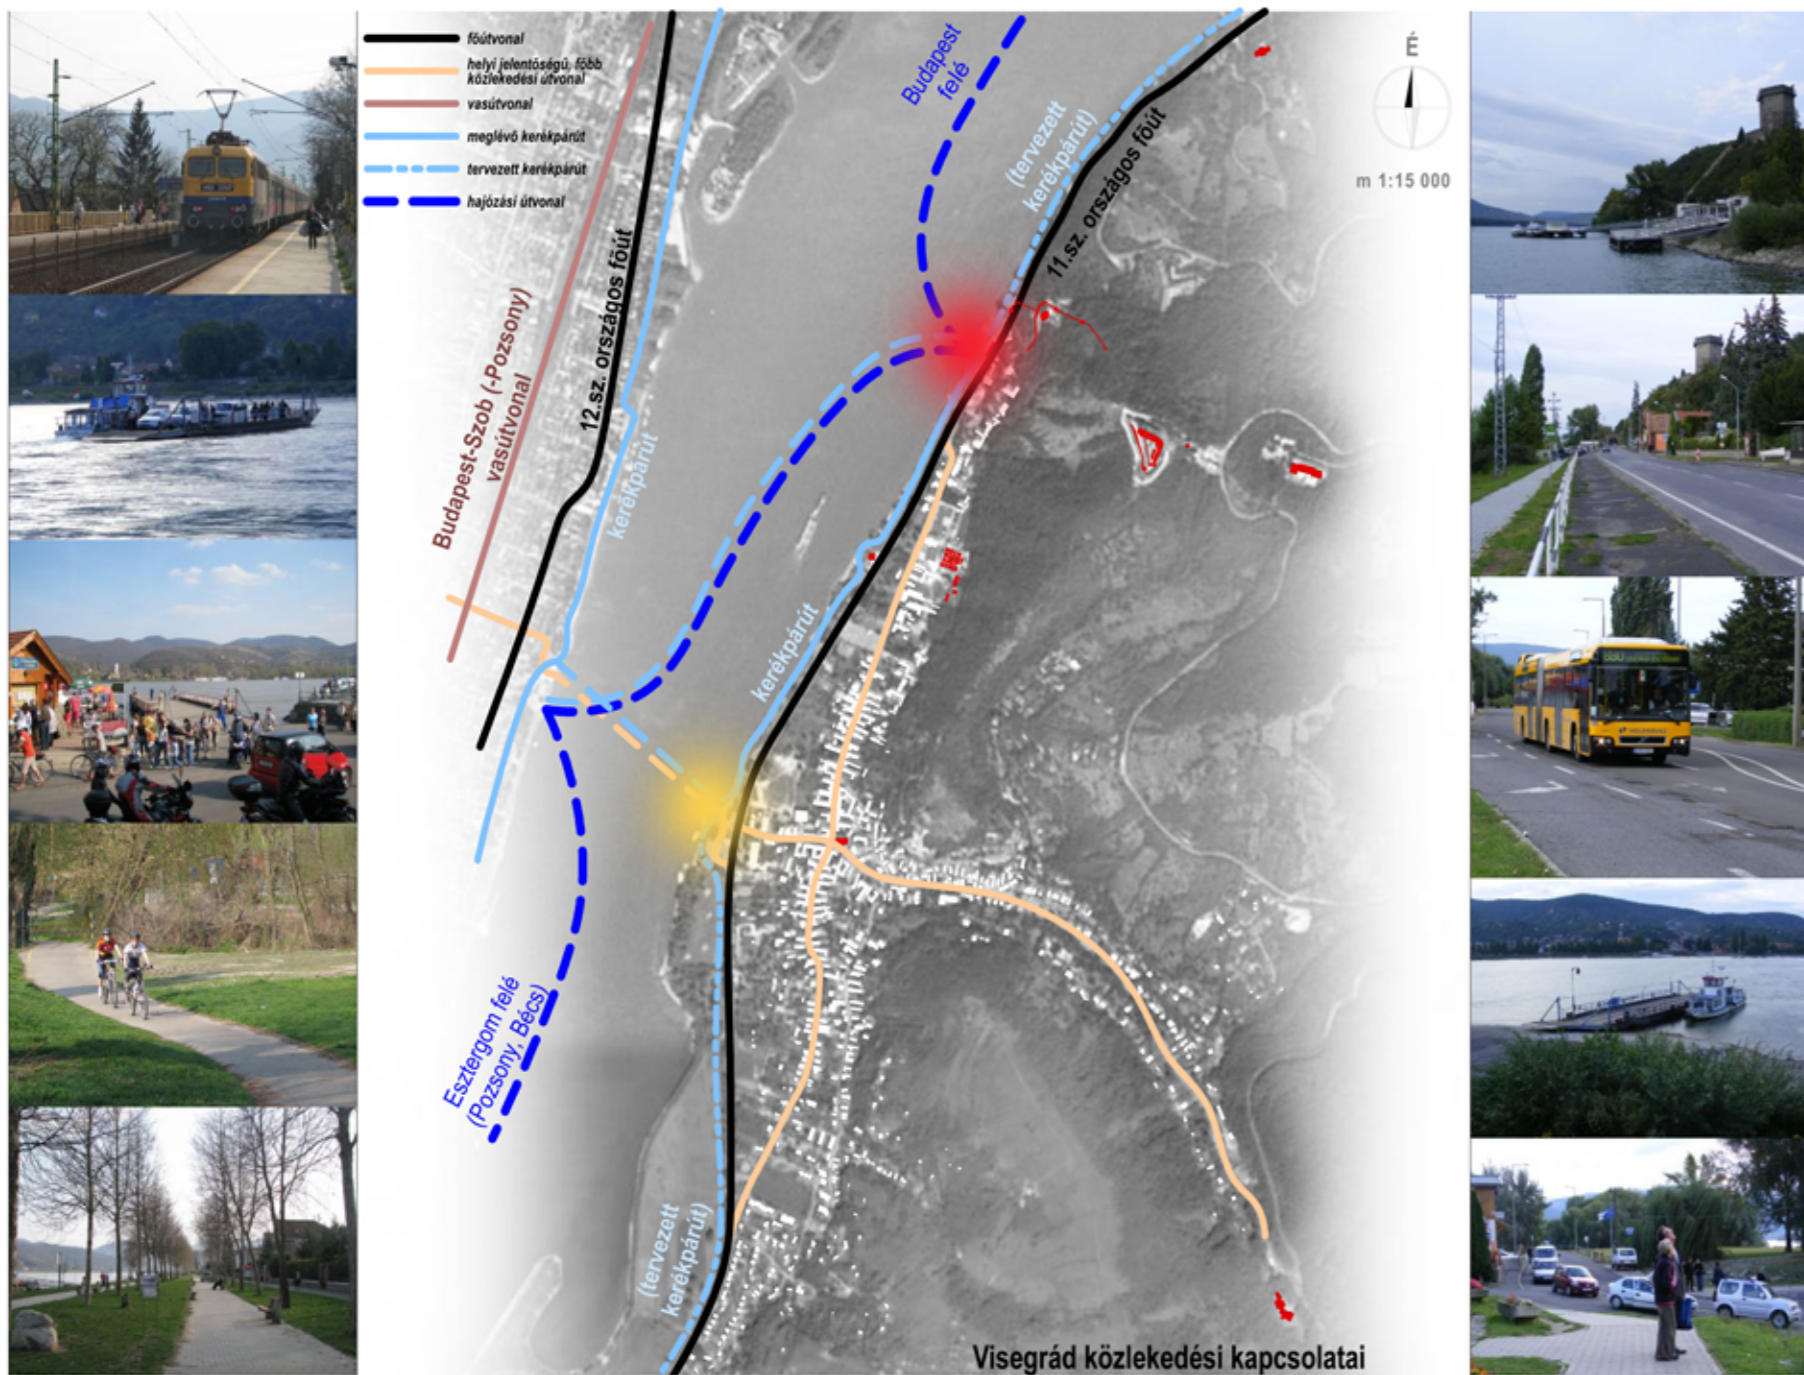 főútvonal
helyi jelentőségű, főbb
közlekedési útvonal
vasútvonal
meglévő kerékpárút
tervezett kerékpárút
hajózási útvonal
Budapest
felé
(tervezett
kerékpárút)
11.sz. országos főút
É
m 1:15 000
12.sz. országos főút
Budapest-Szob (-Pozsony)
vasútvonal
kerékpárút
kerékpárút
Esztergom felé
(Pozsony, Bécs)
(tervezett
kerékpárút)
Visegrád közlekedési kapcsolatai